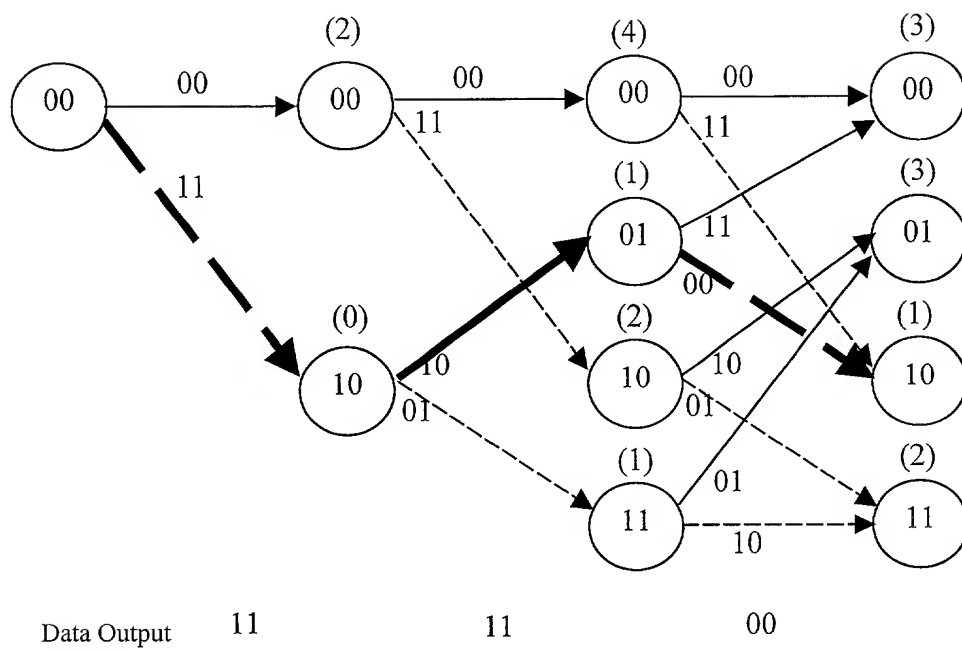 (2) (4) (3)
00 00 00 00 00 00 00
11 11
(1) (3)
11 01 11 01
00
(0) (2) (1)
10 10 10 10 10
01 01
(1) (2)
01
11 11
10
Data Output 11 11 00